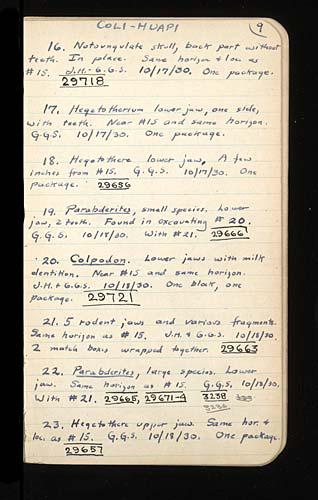 COLI-HUAPI 9
16. Notoungulate skull, back part without
teeth. In place. Same horizon & loc. as
#15. J.H.-G.G.S. 10/17/30. One package.
29718
17. Hegetotherium lower jaw, one side,
with teeth. Near #15 and same horizon.
G.G.S. 10/17/30. One package.
18. Hegetothere lower jaw. A few
inches from #15. G.G.S. 10/17/30. One
package. 29656
19. Parabderites, small species. Lower
jaw, 2 teeth. Found in excavating #20.
G.G.S. 10/18/30. With #21. 29666
20. Colpodon. Lower jaws with milk
dentition. Near #15 and same horizon.
J.H. & G.G.S. 10/18/30. One block, one
package. 29721
21. 5 rodent jaws and various fragments.
Same horizon as #15. J.H. & G.G.S. 10/18/30.
2 match boxes wrapped together. 29663
22. Parabderites, large species. Lower
jaw. Same horizon as #15. G.G.S. 10/18/30.
With #21. 29665, 29671-4 3238
23. Hegetothere upper jaw. Same hor. &
loc. as #15. G.G.S. 10/18/30. One package.
29657